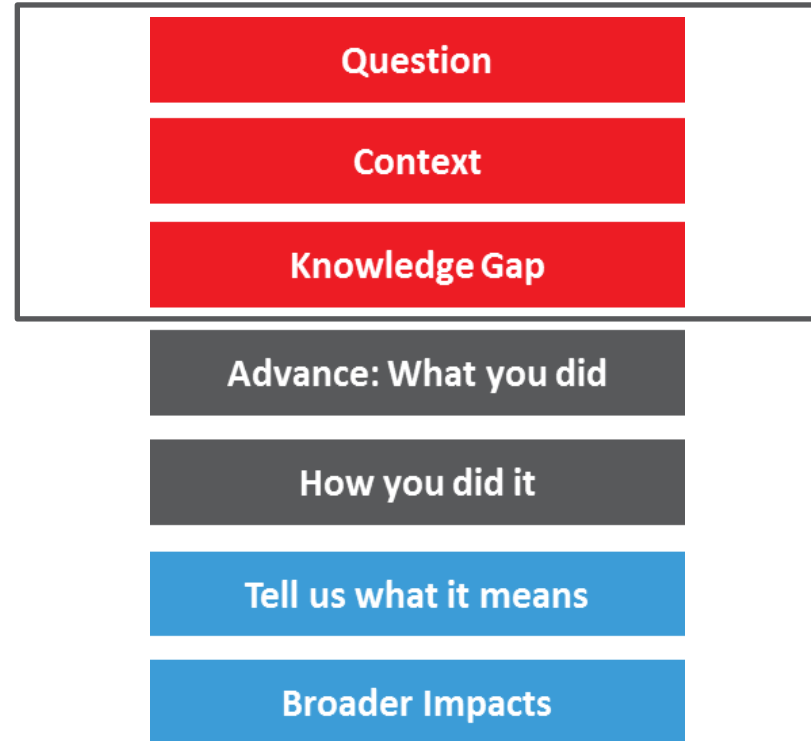 Question
Context
Knowledge Gap
Advance: What you did
How you did it
Tell us what it means
Broader Impacts